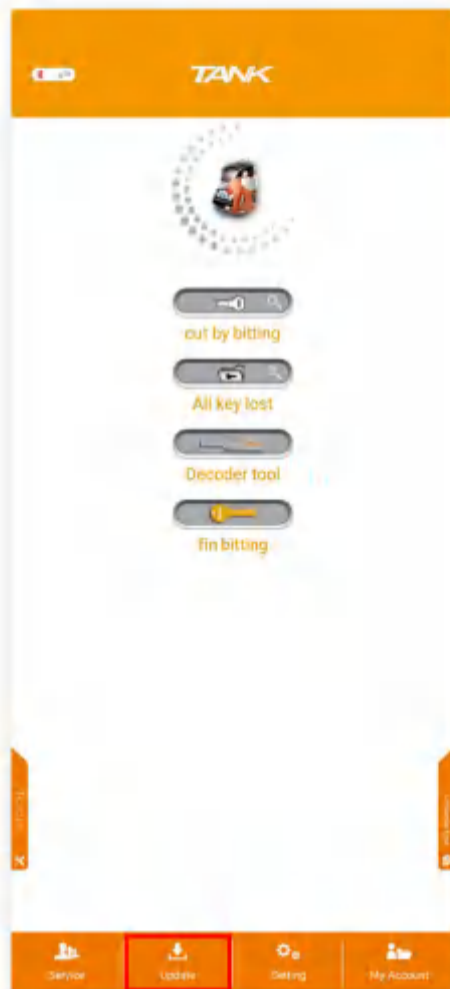 TANK
cut by bitting
All key lost
Decoder tool
fin bitting
Service
Update
Setting
My Account